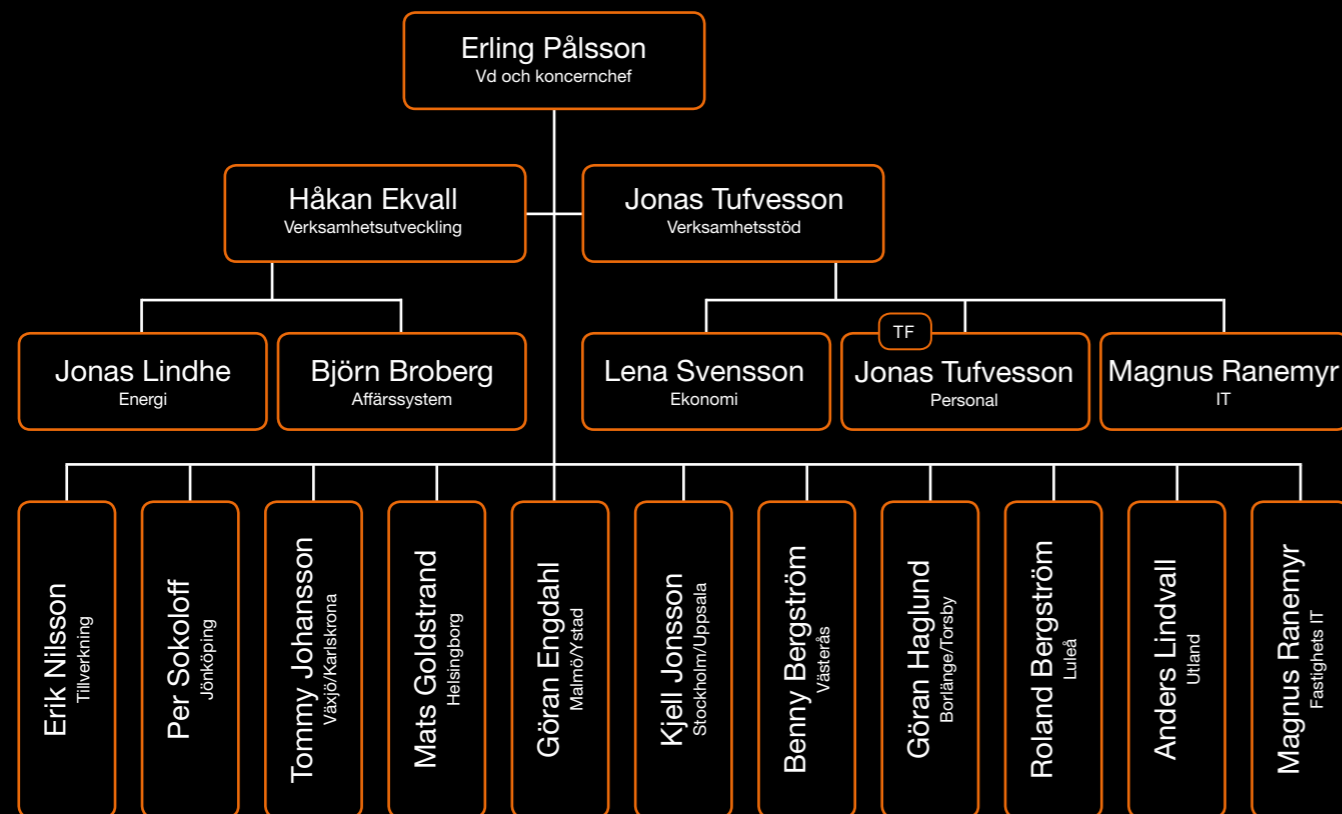 Erling Pålsson
Vd och koncernchef
Håkan Ekvall
Verksamhetsutveckling
Jonas Tufvesson
Verksamhetsstöd
Jonas Lindhe
Energi
Björn Broberg
Affärssystem
Lena Svensson
Ekonomi
TF
Jonas Tufvesson
Personal
Magnus Ranemyr
IT
Erik Nilsson
Tillverkning
Per Sokoloff
Jönköping
Tommy Johansson
Växjö/Karlskrona
Mats Goldstrand
Helsingborg
Göran Engdahl
Malmö/Ystad
Kjell Jonsson
Stockholm/Uppsala
Benny Bergström
Västerås
Göran Haglund
Borlänge/Torsby
Roland Bergström
Luleå
Anders Lindvall
Utland
Magnus Ranemyr
Fastighets IT